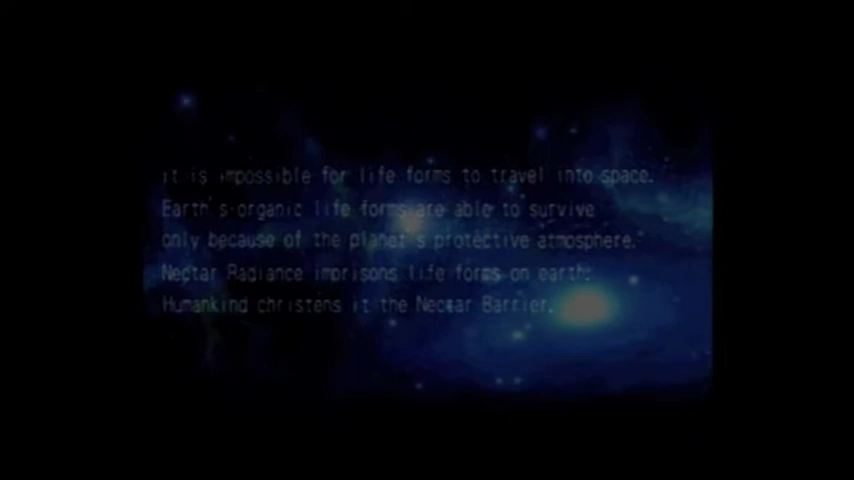 it is impossible for life forms to travel into space.
Earth's organic life forms are able to survive
only because of the planet's protective atmosphere.
Nectar Radiance imprisons life forms on earth.
Humankind christens it the Nectar Barrier.